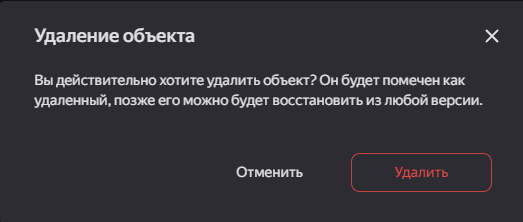 Удаление объекта
Вы действительно хотите удалить объект? Он будет помечен как
удаленный, позже его можно будет восстановить из любой версии.
Отменить
Удалить